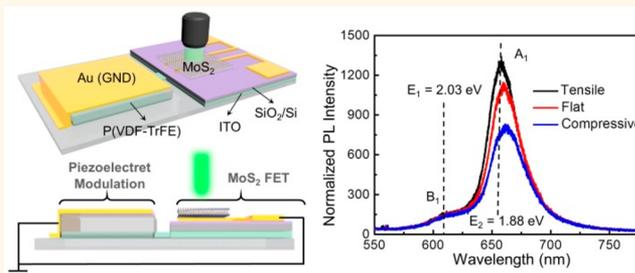 MoS2
Au (GND)
P(VDF-TrFE)
ITO
SiO2/Si
Piezoelectret
Modulation
MoS2 FET
Normalized PL Intensity
1500
1200
900
600
300
0
A1
E1 = 2.03 eV
Tensile
Flat
Compressive
B1
E2 = 1.88 eV
550
600
650
700
750
Wavelength (nm)